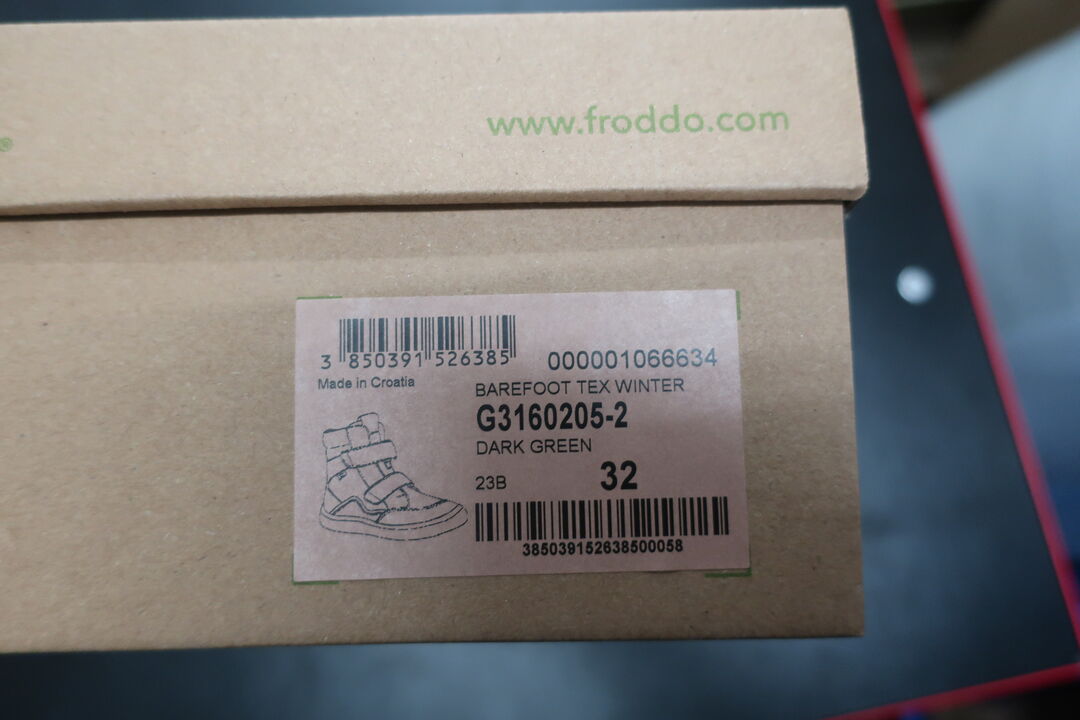 ®
www.froddo.com
3 850391 526385
000001066634
Made in Croatia
BAREFOOT TEX WINTER
G3160205-2
DARK GREEN
23B 32
385039152638500058